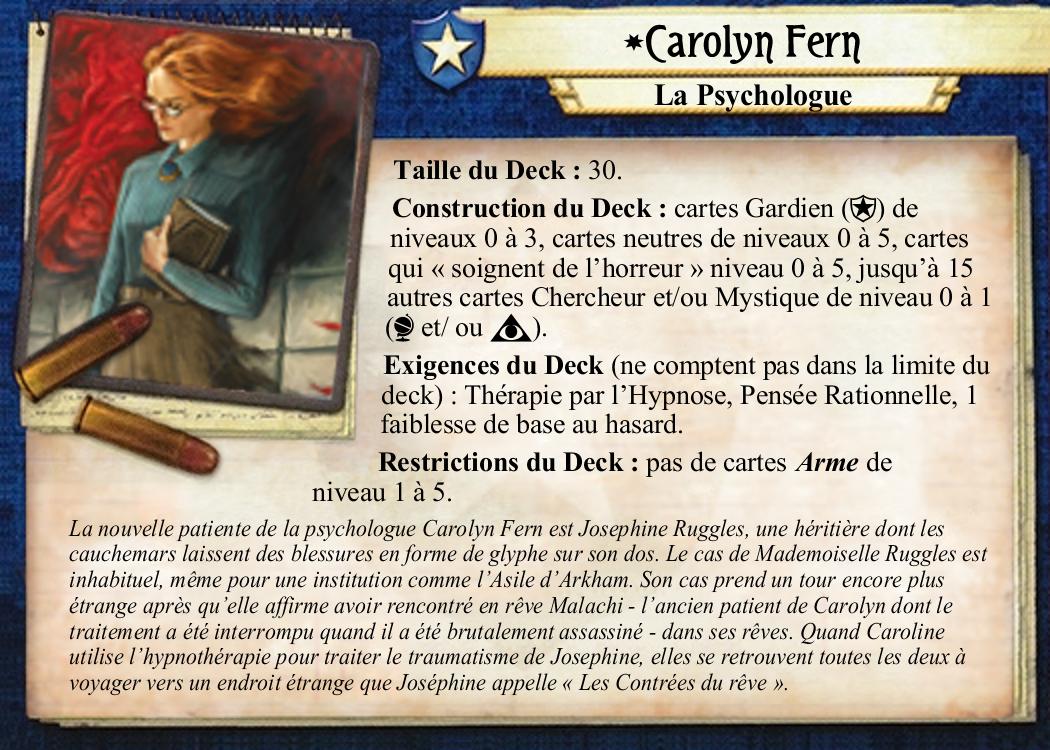 Carolyn Fern
La Psychologue
Taille du Deck : 30.
Construction du Deck : cartes Gardien () de
niveaux 0 à 3, cartes neutres de niveaux 0 à 5, cartes
qui « soignent de l’horreur » niveau 0 à 5, jusqu’à 15
autres cartes Chercheur et/ou Mystique de niveau 0 à 1
( et/ ou ).
Exigences du Deck (ne comptent pas dans la limite du
deck) : Thérapie par l’Hypnose, Pensée Rationnelle, 1
faiblesse de base au hasard.
Restrictions du Deck : pas de cartes Arme de
niveau 1 à 5.
La nouvelle patiente de la psychologue Carolyn Fern est Josephine Ruggles, une héritière dont les
cauchemars laissent des blessures en forme de glyphe sur son dos. Le cas de Mademoiselle Ruggles est
inhabituel, même pour une institution comme l’Asile d’Arkham. Son cas prend un tour encore plus
étrange après qu’elle affirme avoir rencontré en rêve Malachi - l’ancien patient de Carolyn dont le
traitement a été interrompu quand il a été brutalement assassiné - dans ses rêves. Quand Caroline
utilise l’hypnothérapie pour traiter le traumatisme de Josephine, elles se retrouvent toutes les deux à
voyager vers un endroit étrange que Joséphine appelle « Les Contrées du rêve ».